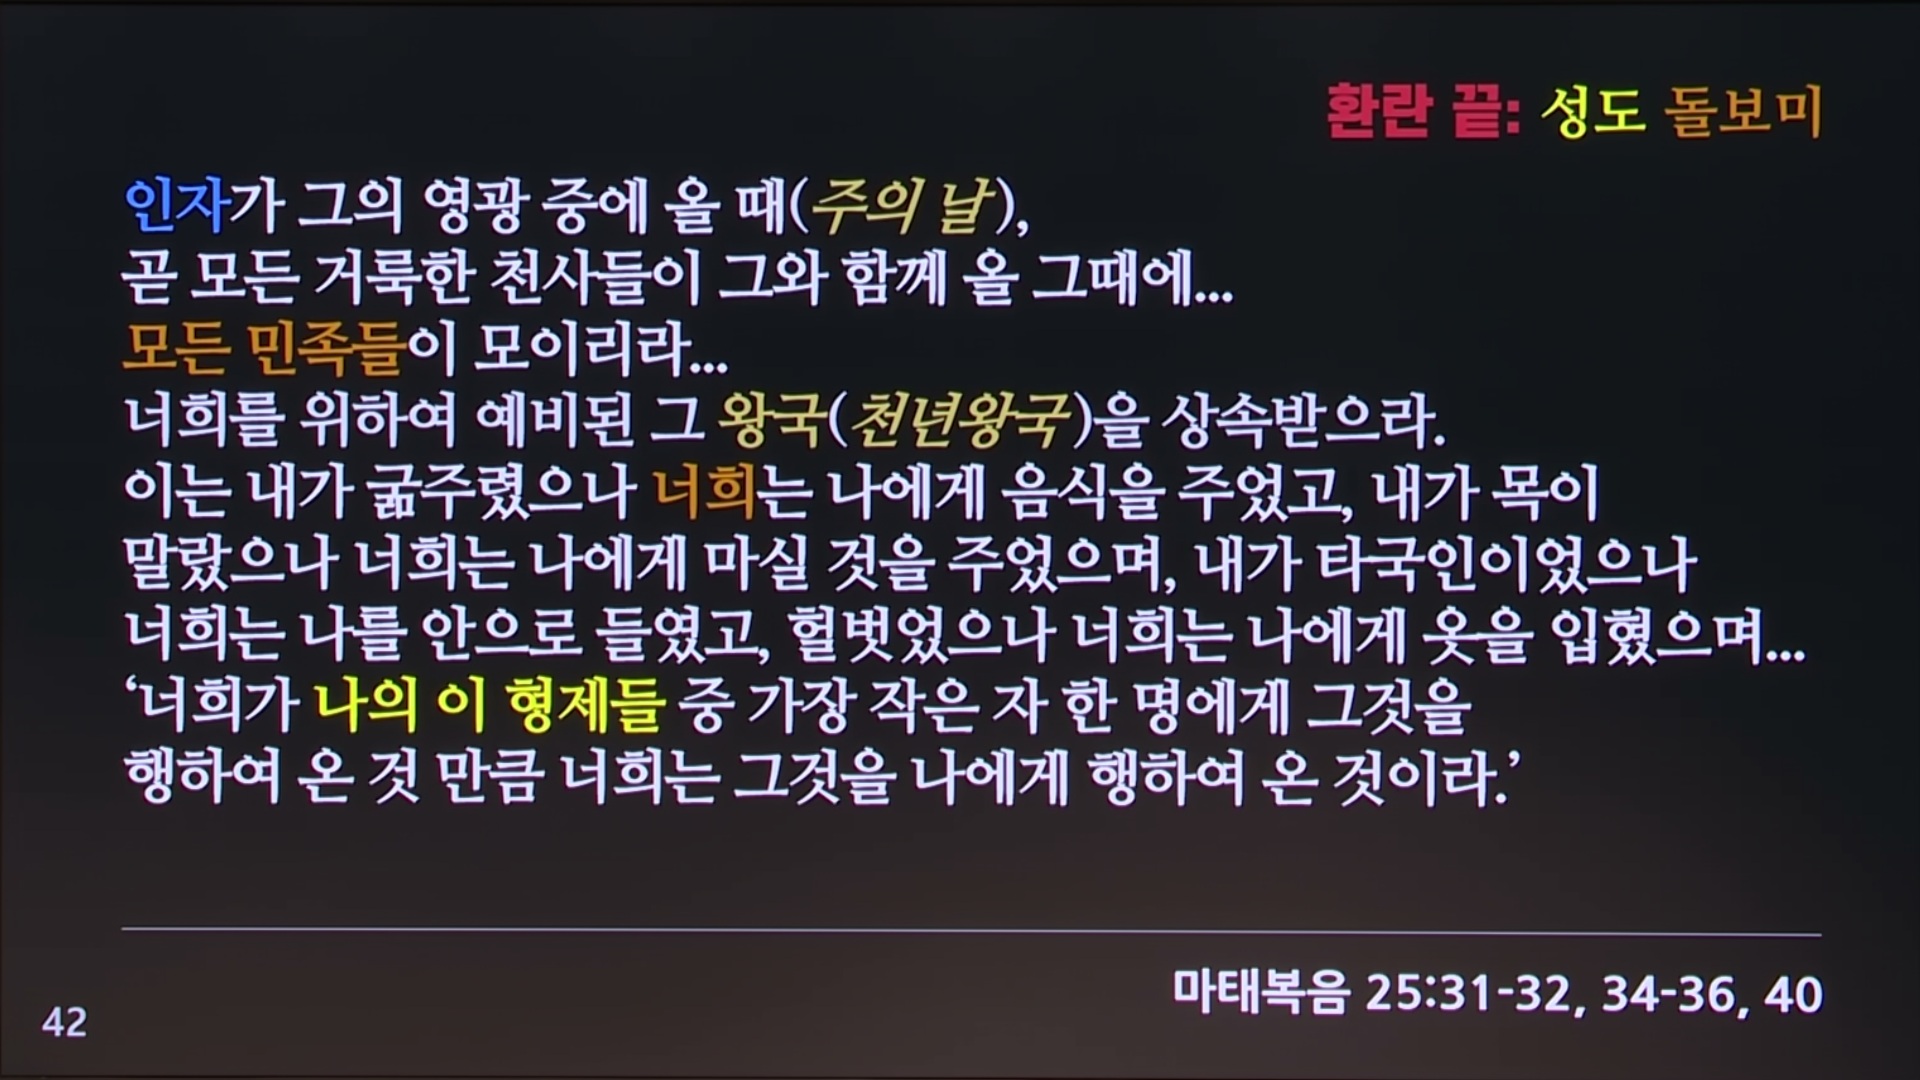 환란 끝: 성도 돌보미
인자가 그의 영광 중에 올 때(주의 날),
곧 모든 거룩한 천사들이 그와 함께 올 그때에...
모든 민족들이 모이리라...
너희를 위하여 예비된 그 왕국(천년왕국)을 상속받으라.
이는 내가 굶주렸으나 너희는 나에게 음식을 주었고, 내가 목이
말랐으나 너희는 나에게 마실 것을 주었으며, 내가 타국인이었으나
너희는 나를 안으로 들였고, 헐벗었으나 너희는 나에게 옷을 입혔으며...
‘너희가 나의 이 형제들 중 가장 작은 자 한 명에게 그것을
행하여 온 것 만큼 너희는 그것을 나에게 행하여 온 것이라.’
마태복음 25:31-32, 34-36, 40
42